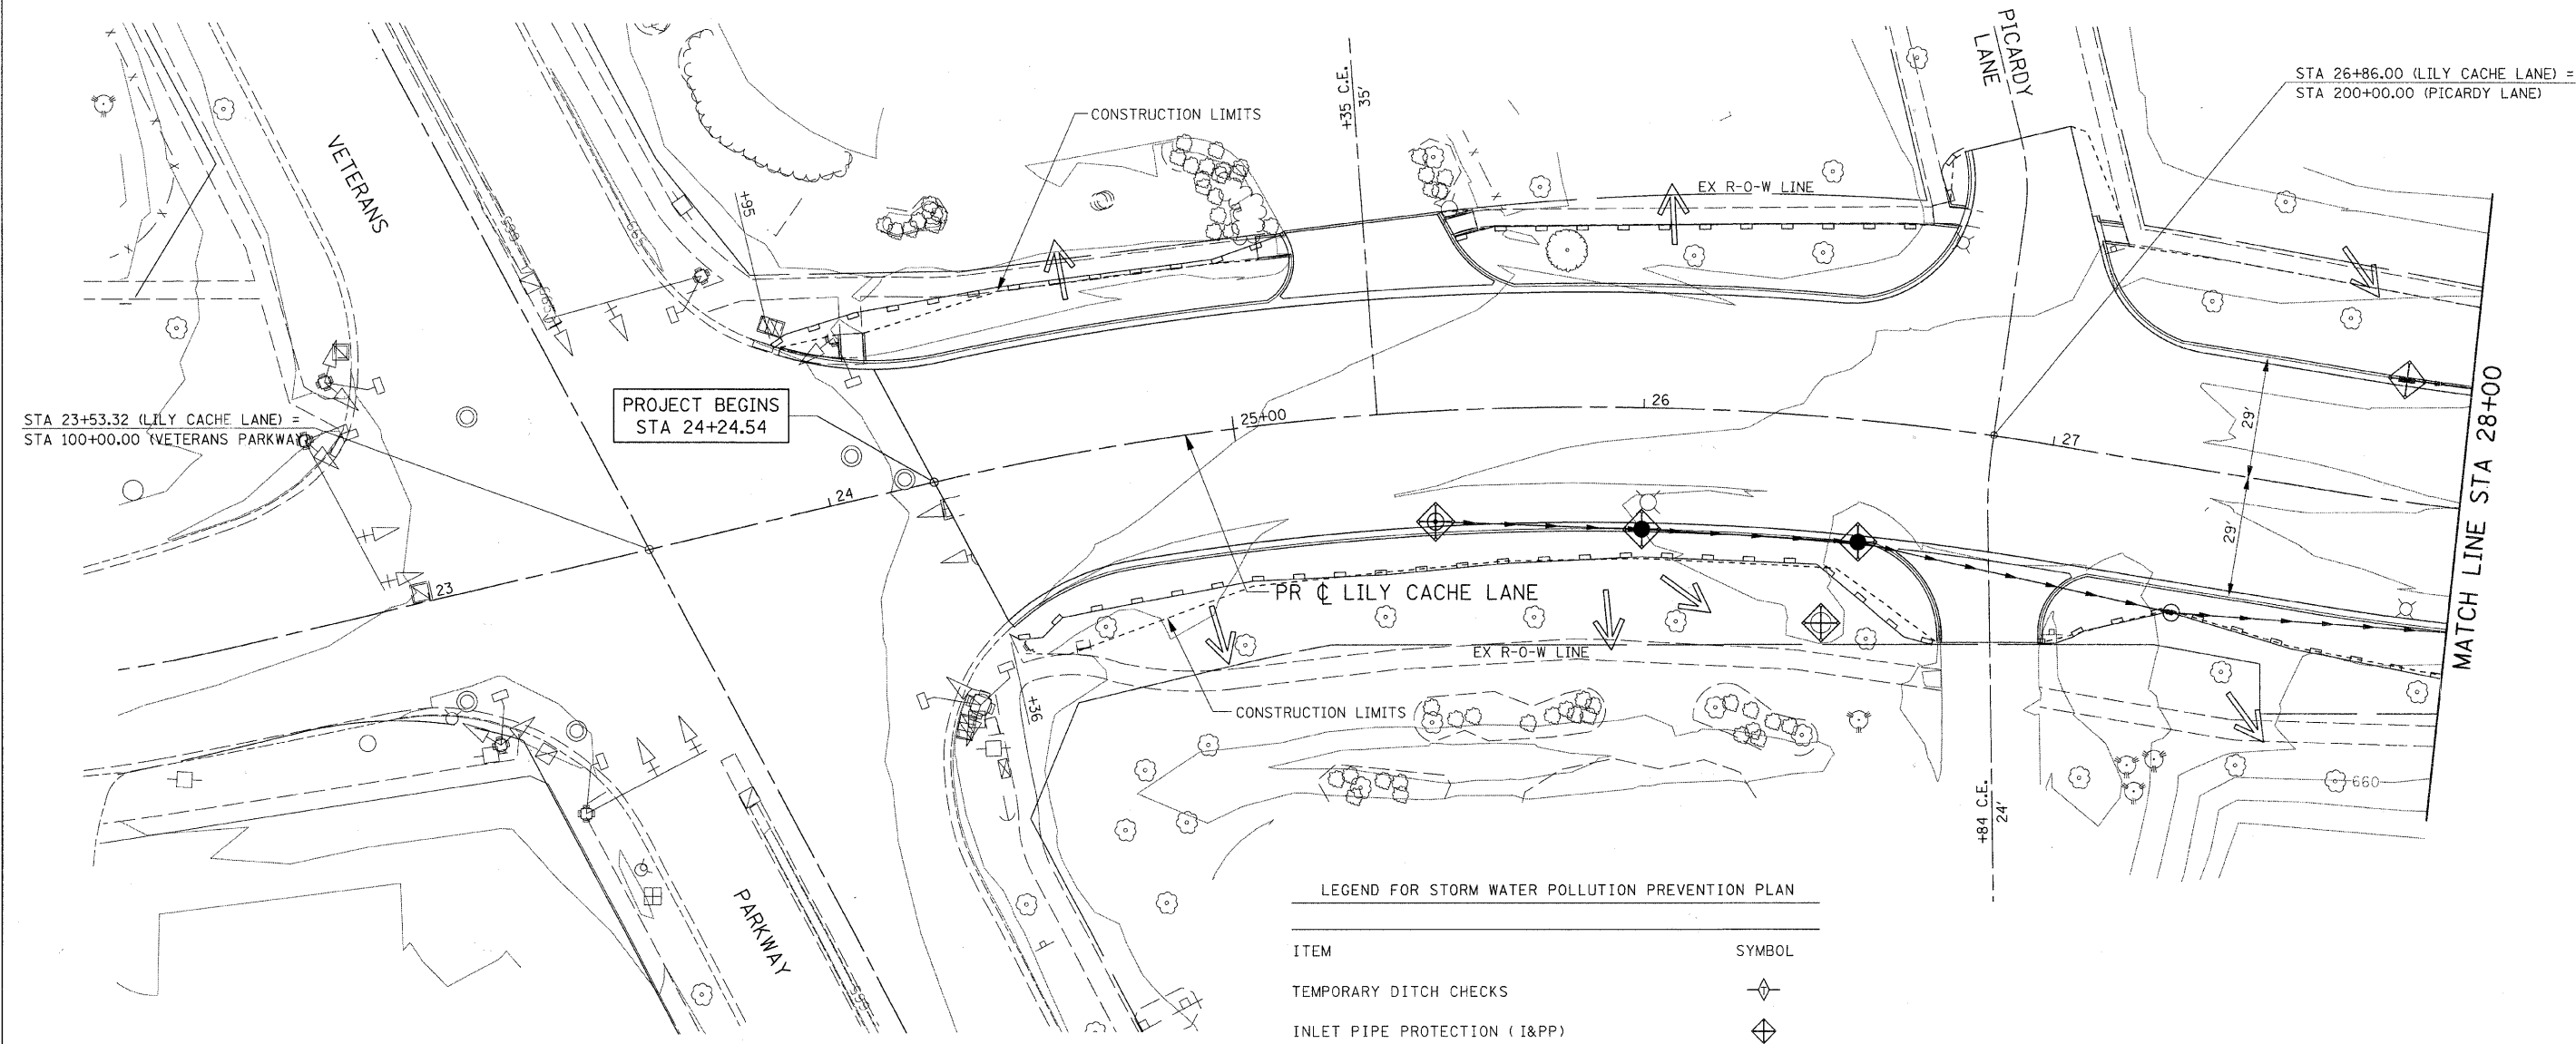 PICARDY
LANE
STA 26+86.00 (LILY CACHE LANE) =
STA 200+00.00 (PICARDY LANE)
+35 C.E.
35'
CONSTRUCTION LIMITS
VETERANS
+95
EX R-O-W LINE
PROJECT BEGINS
STA 24+24.54
STA 23+53.32 (LILY CACHE LANE) =
STA 100+00.00 (VETERANS PARKWAY
25+00
26
27
29'
29'
24
23
MATCH LINE STA 28+00
PR ℄ LILY CACHE LANE
EX R-O-W LINE
+36
CONSTRUCTION LIMITS
660
+84 C.E.
24'
PARKWAY
LEGEND FOR STORM WATER POLLUTION PREVENTION PLAN
ITEM SYMBOL
TEMPORARY DITCH CHECKS
INLET PIPE PROTECTION (I&PP)